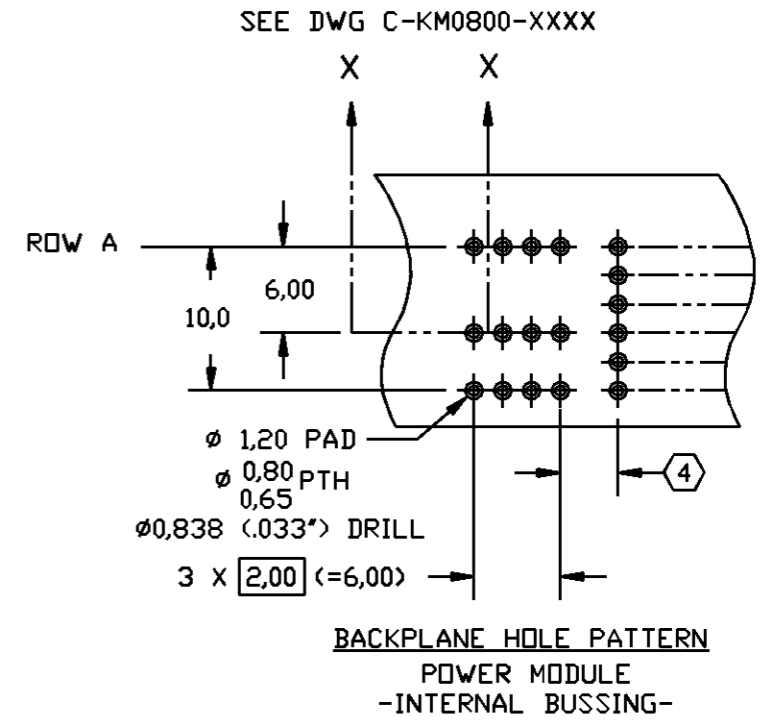 SEE DWG C-KM0800-XXXX
X X
ROW A
6,00
10,0
ø 1,20 PAD
ø 0,80 PTH
0,65
4
ø0,838 (.033") DRILL
3 X 2,00 (=6,00)
BACKPLANE HOLE PATTERN
POWER MODULE
-INTERNAL BUSSING-